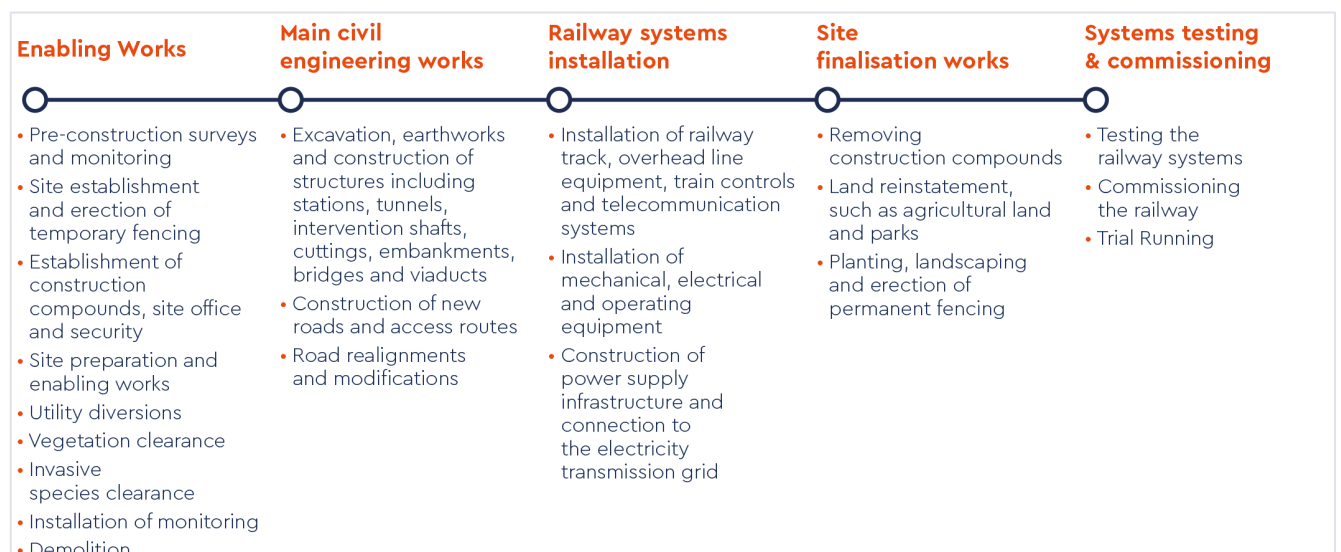 Enabling Works
• Pre-construction surveys
and monitoring
• Site establishment
and erection of
temporary fencing
• Establishment of
construction
compounds, site office
and security
• Site preparation and
enabling works
• Utility diversions
• Vegetation clearance
• Invasive
species clearance
• Installation of monitoring
• Demolition
Main civil
engineering works
• Excavation, earthworks
and construction of
structures including
stations, tunnels,
intervention shafts,
cuttings, embankments,
bridges and viaducts
• Construction of new
roads and access routes
• Road realignments
and modifications
Railway systems
installation
• Installation of railway
track, overhead line
equipment, train controls
and telecommunication
systems
• Installation of
mechanical, electrical
and operating
equipment
• Construction of
power supply
infrastructure and
connection to
the electricity
transmission grid
Site
finalisation works
• Removing
construction compounds
• Land reinstatement,
such as agricultural land
and parks
• Planting, landscaping
and erection of
permanent fencing
Systems testing
& commissioning
• Testing the
railway systems
• Commissioning
the railway
• Trial Running